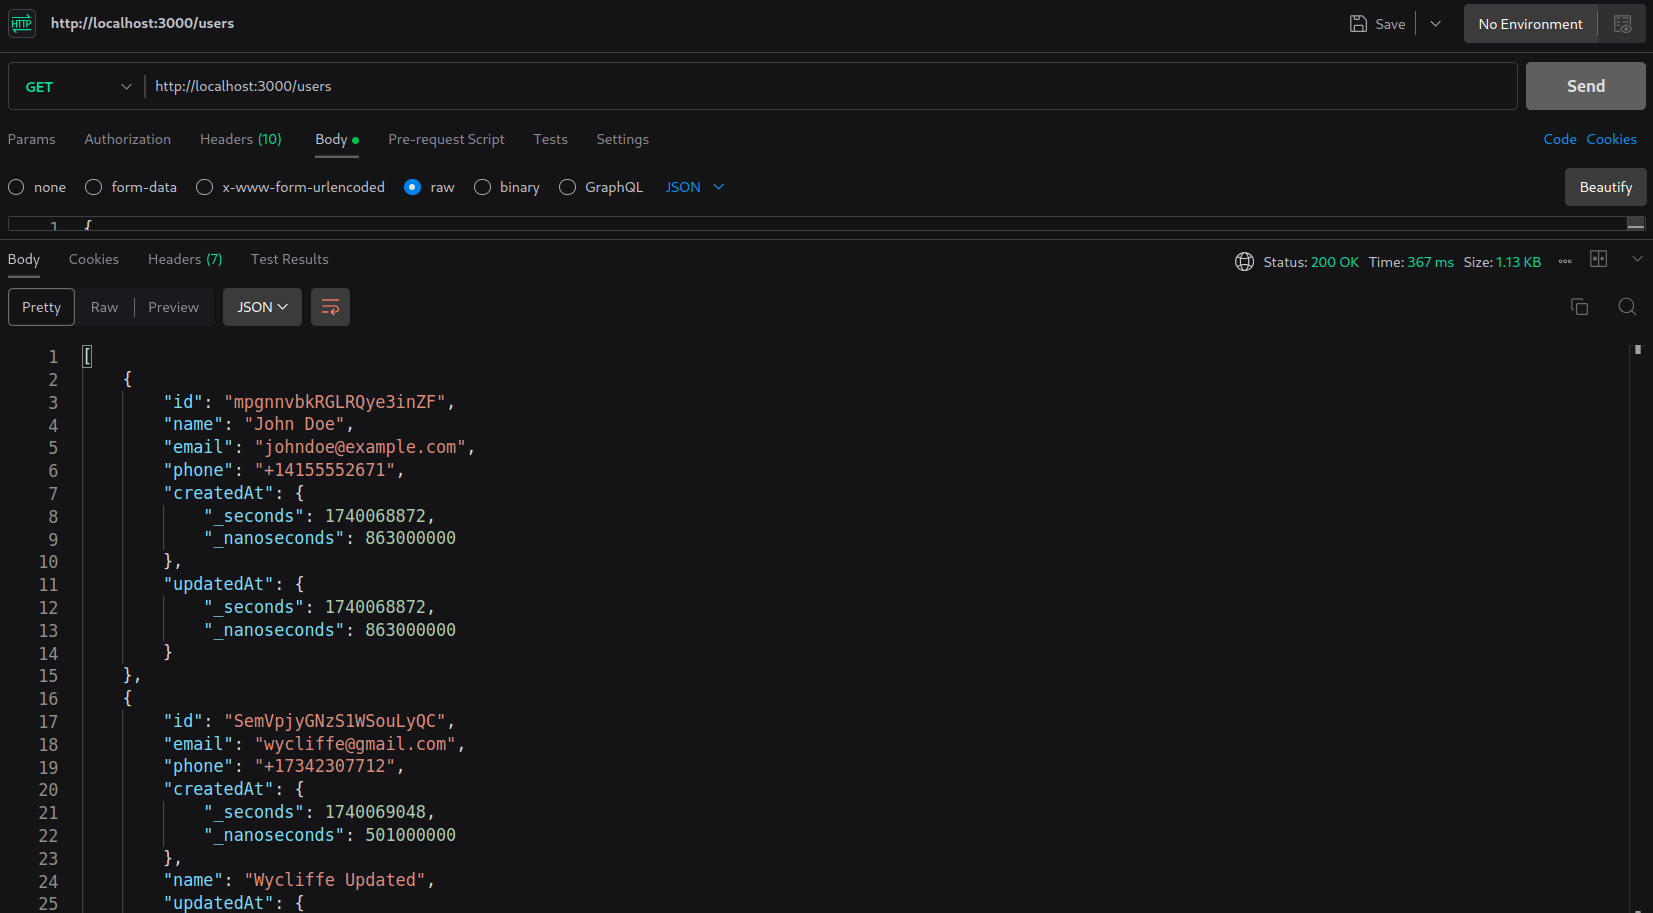 HTTP http://localhost:3000/users Save No Environment
GET http://localhost:3000/users Send
Params Authorization Headers (10) Body Pre-request Script Tests Settings Code Cookies
none form-data x-www-form-urlencoded raw binary GraphQL JSON Beautify
1 {
Body Cookies Headers (7) Test Results Status: 200 OK Time: 367 ms Size: 1.13 KB
Pretty Raw Preview JSON
1 [
2 {
3 "id": "mpgnnvbkRGLRQye3inZF",
4 "name": "John Doe",
5 "email": "johndoe@example.com",
6 "phone": "+14155552671",
7 "createdAt": {
8 "_seconds": 1740068872,
9 "_nanoseconds": 863000000
10 },
11 "updatedAt": {
12 "_seconds": 1740068872,
13 "_nanoseconds": 863000000
14 }
15 },
16 {
17 "id": "SemVpjyGNzS1WSouLyQC",
18 "email": "wycliffe@gmail.com",
19 "phone": "+17342307712",
20 "createdAt": {
21 "_seconds": 1740069048,
22 "_nanoseconds": 501000000
23 },
24 "name": "Wycliffe Updated",
25 "updatedAt": {